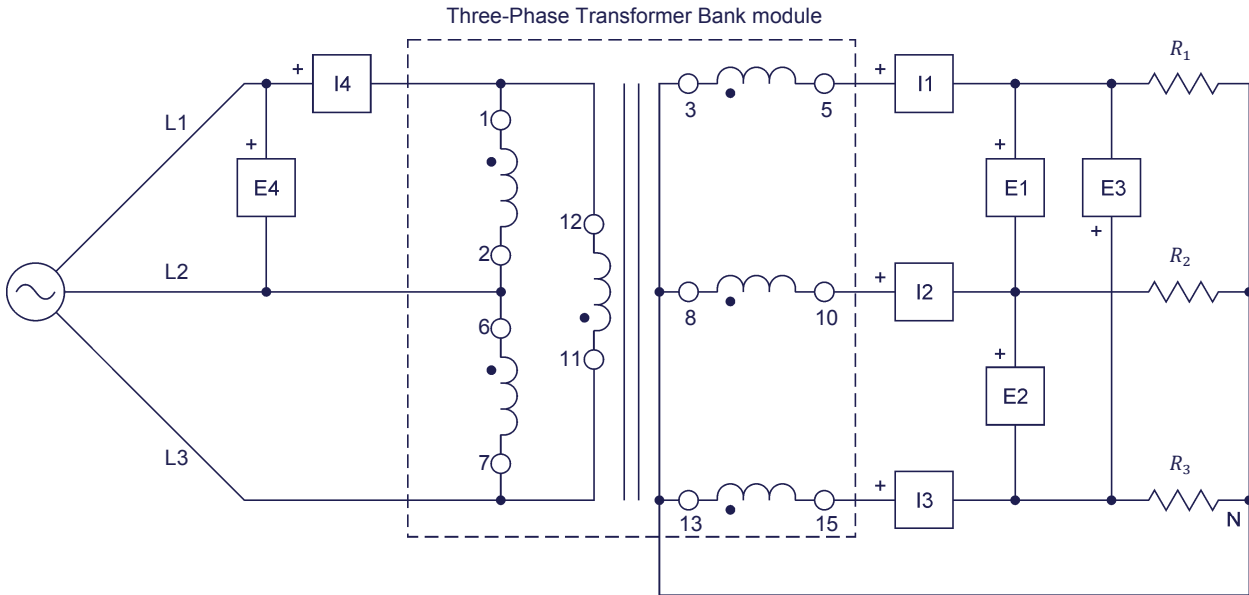 Three-Phase Transformer Bank module
+ I4
3 5
+ I1
R₁
L1
1
+
E4
+
E1
E3
+
12
2
L2
8 10
+ I2
R₂
6
11
+
E2
L3
7
13 15
+ I3
R₃
N